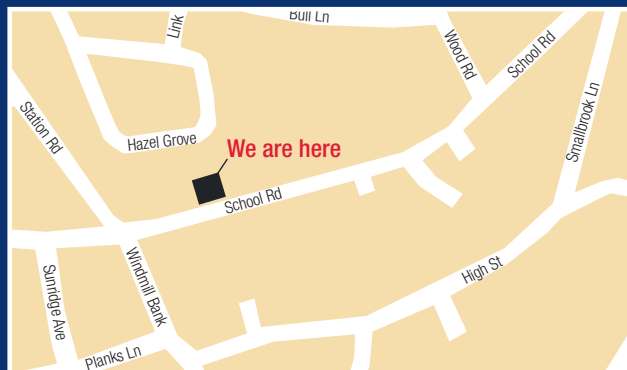 Bull Ln
Link
Wood Rd
School Rd
Station Rd
Smallbrook Ln
Hazel Grove
We are here
School Rd
Windmill Bank
Sunridge Ave
High St
Planks Ln